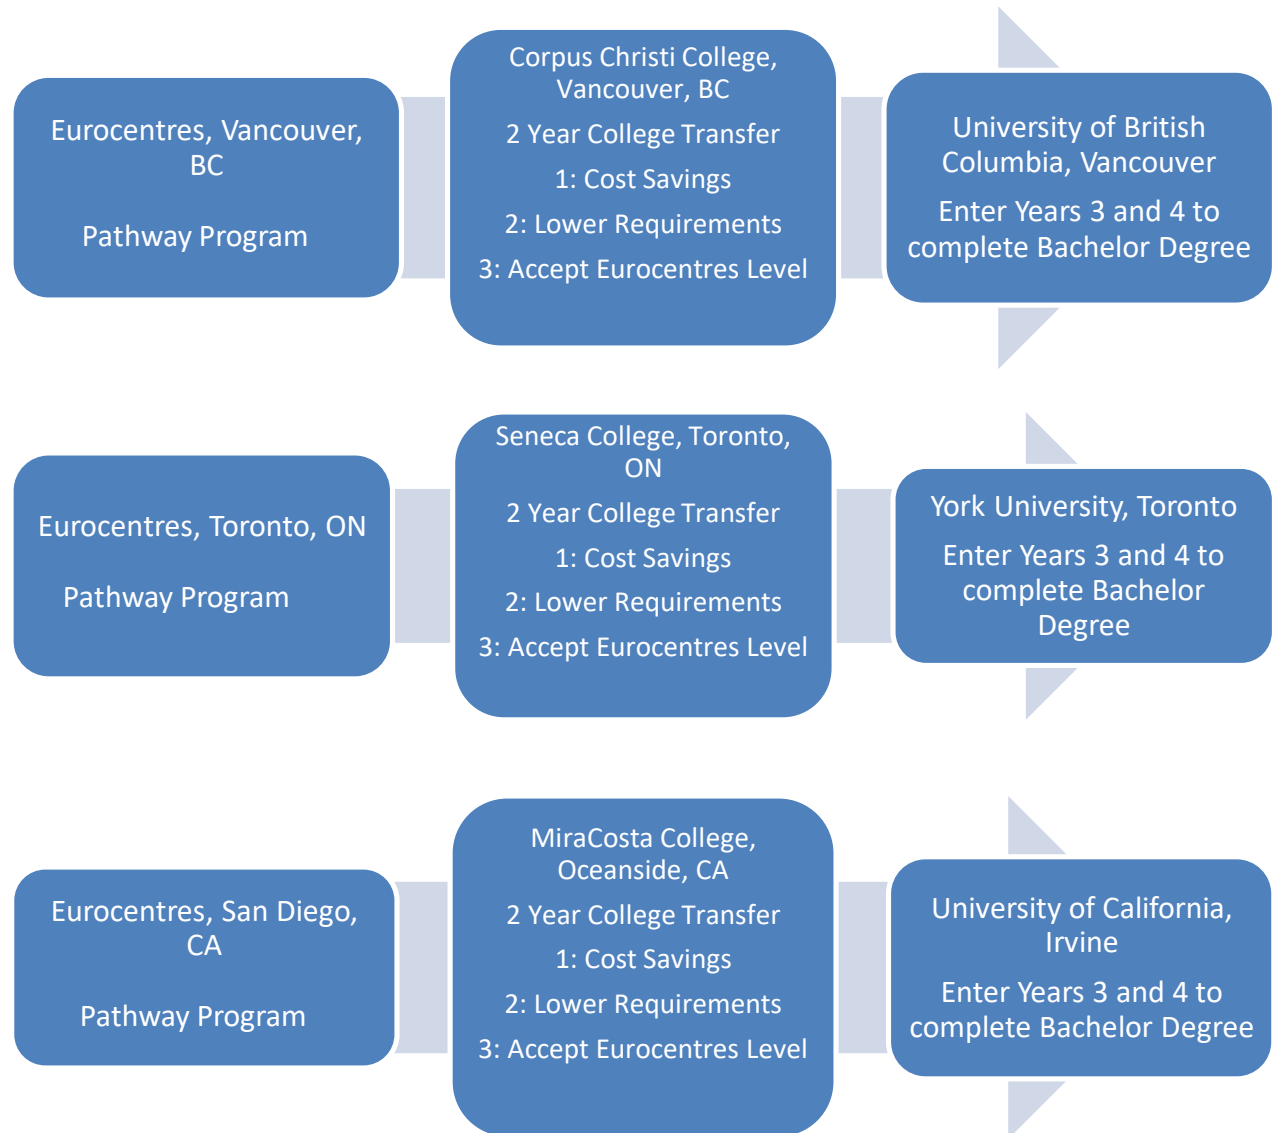 Eurocentres, Vancouver,
BC
Pathway Program
Corpus Christi College,
Vancouver, BC
2 Year College Transfer
1: Cost Savings
2: Lower Requirements
3: Accept Eurocentres Level
University of British
Columbia, Vancouver
Enter Years 3 and 4 to
complete Bachelor Degree
Eurocentres, Toronto, ON
Pathway Program
Seneca College, Toronto,
ON
2 Year College Transfer
1: Cost Savings
2: Lower Requirements
3: Accept Eurocentres Level
York University, Toronto
Enter Years 3 and 4 to
complete Bachelor
Degree
Eurocentres, San Diego,
CA
Pathway Program
MiraCosta College,
Oceanside, CA
2 Year College Transfer
1: Cost Savings
2: Lower Requirements
3: Accept Eurocentres Level
University of California,
Irvine
Enter Years 3 and 4 to
complete Bachelor Degree